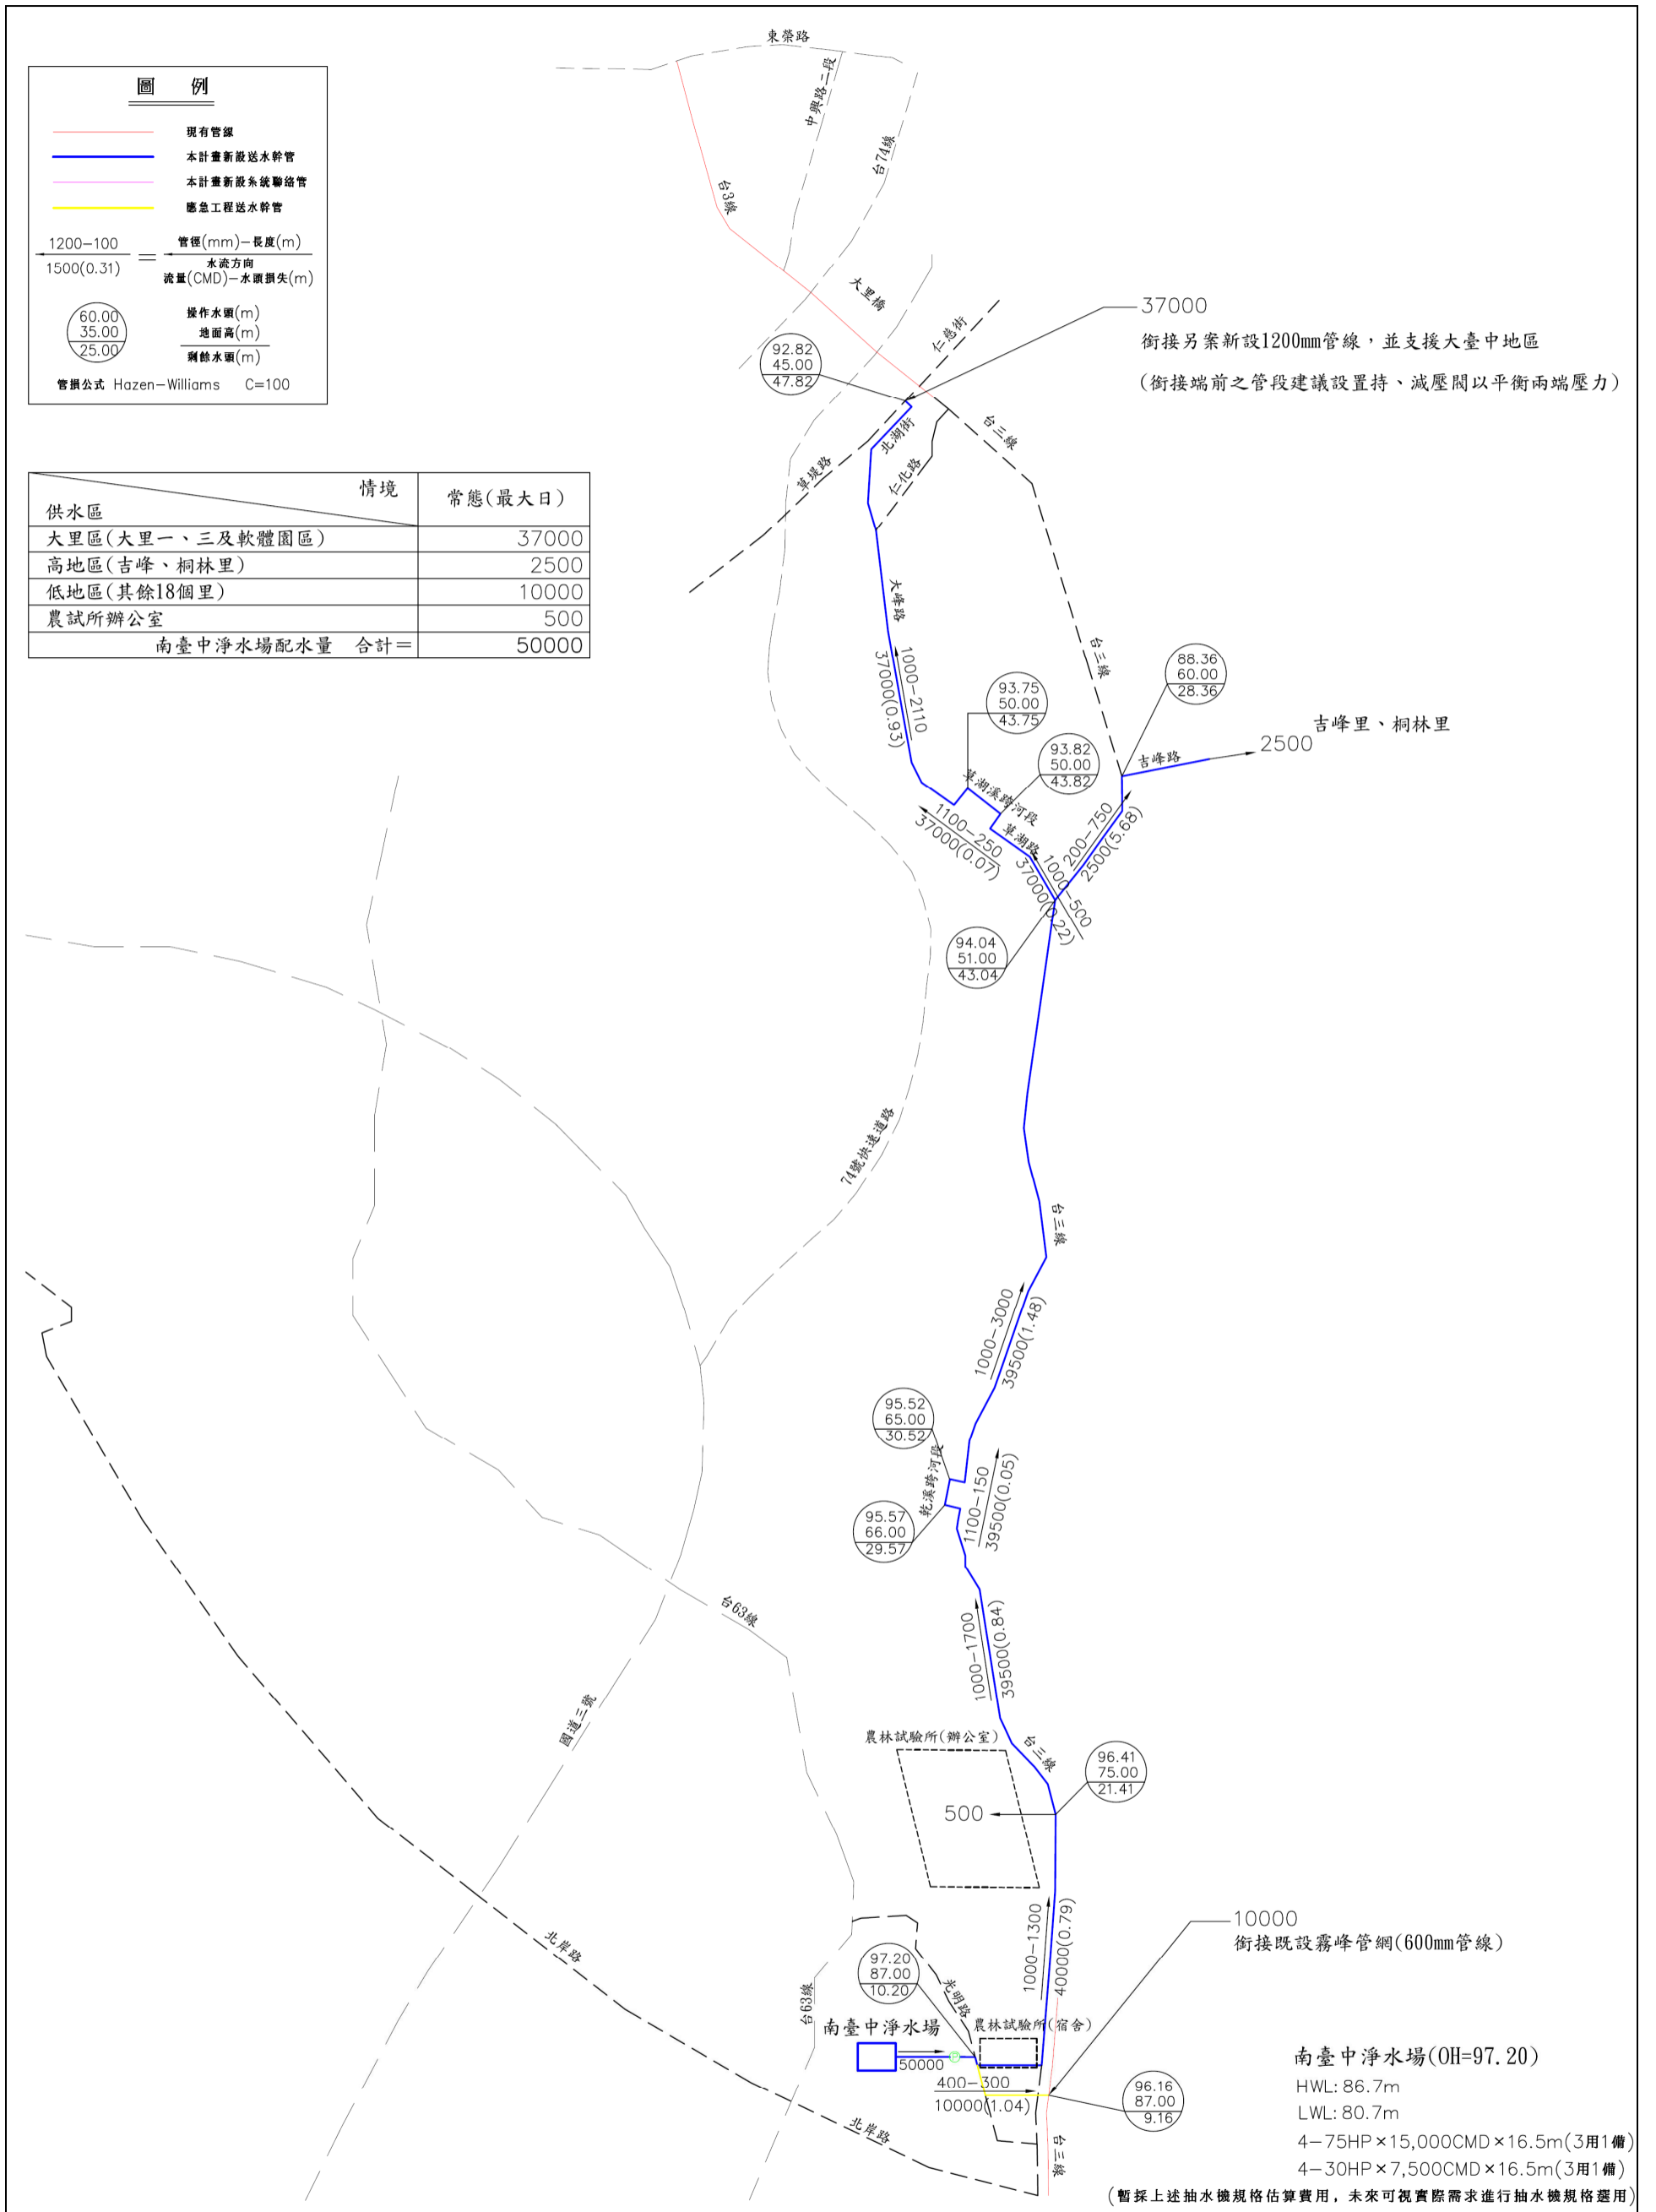 圖 例
現有管線
本計畫新設送水幹管
本計畫新設系統聯絡管
應急工程送水幹管
1200-100
1500(0.31)
=
管徑(mm)-長度(m)
水流方向
流量(CMD)-水頭損失(m)
60.00
35.00
25.00
操作水頭(m)
地面高(m)
剩餘水頭(m)
管損公式 Hazen-Williams C=100
情境
供水區
常態(最大日)
大里區(大里一、三及軟體園區) 37000
高地區(吉峰、桐林里) 2500
低地區(其餘18個里) 10000
農試所辦公室 500
南臺中淨水場配水量 合計= 50000
東榮路
中興路二段
台74線
台3線
大里橋
仁慈街
37000
銜接另案新設1200mm管線，並支援大臺中地區
(銜接端前之管段建議設置持、減壓閥以平衡兩端壓力)
92.82
45.00
47.82
北湖街
草堤路
仁化路
台三線
大峰路
台三線
1000-2110
37000(0.93)
93.75
50.00
43.75
93.82
50.00
43.82
88.36
60.00
28.36
吉峰里、桐林里
2500
吉峰路
草湖溪跨河段
1100-250
37000(0.07)
草湖路
1000-500
37000(0.22)
200-750
2500(5.68)
94.04
51.00
43.04
74號快速道路
台三線
1000-3000
39500(1.48)
95.52
65.00
30.52
乾溪跨河段
1100-150
39500(0.05)
95.57
66.00
29.57
1000-1700
39500(0.84)
台63線
國道三號
農林試驗所(辦公室)
台三線
96.41
75.00
21.41
500
1000-1300
40000(0.79)
10000
銜接既設霧峰管網(600mm管線)
北岸路
97.20
87.00
10.20
光明路
台63線
南臺中淨水場
農林試驗所(宿舍)
50000
P
400-300
10000(1.04)
96.16
87.00
9.16
北岸路
台三線
南臺中淨水場(OH=97.20)
HWL: 86.7m
LWL: 80.7m
4-75HP×15,000CMD×16.5m(3用1備)
4-30HP×7,500CMD×16.5m(3用1備)
(暫採上述抽水機規格估算費用，未來可視實際需求進行抽水機規格選用)